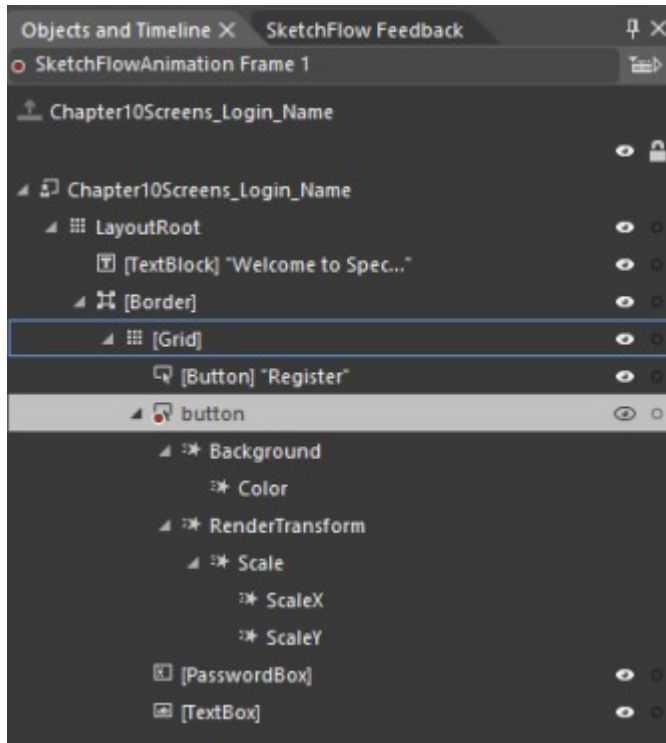 Objects and Timeline SketchFlow Feedback
SketchFlowAnimation Frame 1
Chapter10Screens_Login_Name
Chapter10Screens_Login_Name
LayoutRoot
[TextBlock] "Welcome to Spec..."
[Border]
[Grid]
[Button] "Register"
button
Background
Color
RenderTransform
Scale
ScaleX
ScaleY
[PasswordBox]
[TextBox]